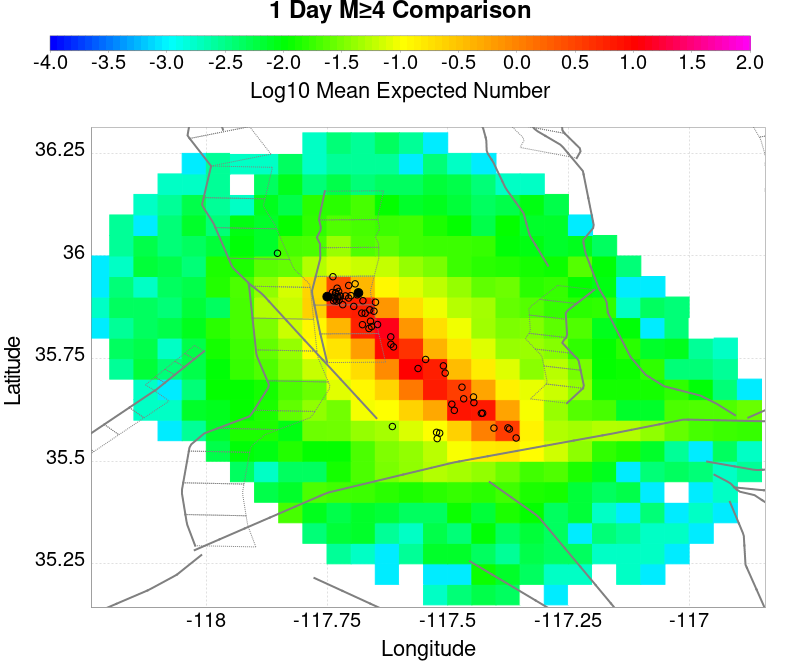 1 Day M≥4 Comparison
-4.0 -3.5 -3.0 -2.5 -2.0 -1.5 -1.0 -0.5 0.0 0.5 1.0 1.5 2.0
Log10 Mean Expected Number
36.25
36
35.75
35.5
35.25
Latitude
-118 -117.75 -117.5 -117.25 -117
Longitude